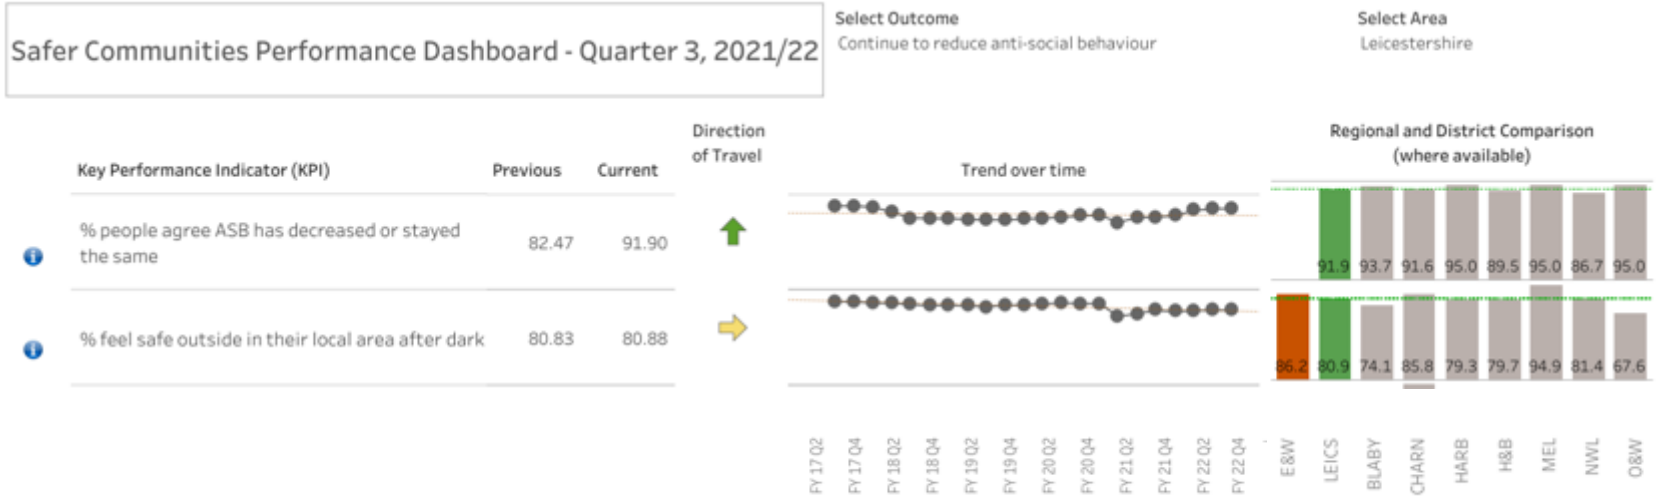 Safer Communities Performance Dashboard - Quarter 3, 2021/22
Select Outcome
Continue to reduce anti-social behaviour
Select Area
Leicestershire
Key Performance Indicator (KPI)
Previous
Current
Direction
of Travel
Trend over time
Regional and District Comparison
(where available)
% people agree ASB has decreased or stayed
the same
82.47
91.90
91.9 93.7 91.6 95.0 89.5 95.0 86.7 95.0
% feel safe outside in their local area after dark
80.83
80.88
86.2 80.9 74.1 85.8 79.3 79.7 94.9 81.4 67.6
FY 17 Q2
FY 17 Q4
FY 18 Q2
FY 18 Q4
FY 19 Q2
FY 19 Q4
FY 20 Q2
FY 20 Q4
FY 21 Q2
FY 21 Q4
FY 22 Q2
FY 22 Q4
E&W
LEICS
BLABY
CHARN
HARB
H&B
MEL
NWL
O&W